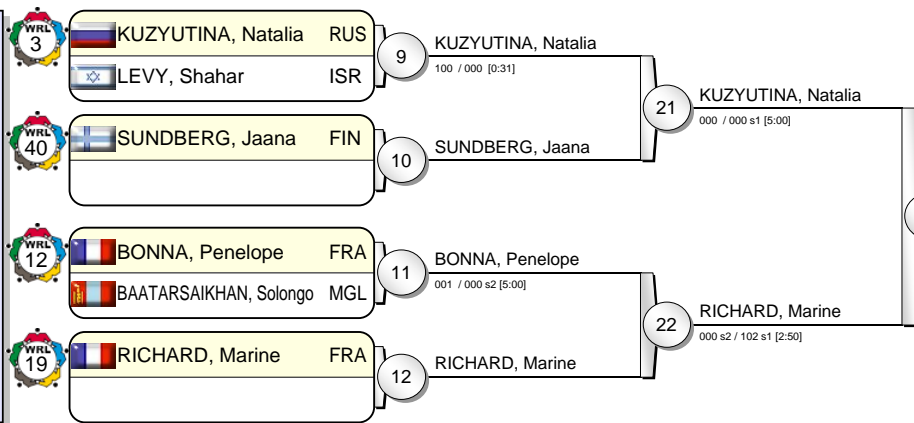 WRL
3
KUZYUTINA, Natalia RUS
LEVY, Shahar ISR
9
KUZYUTINA, Natalia
100 / 000 [0:31]
WRL
40
SUNDBERG, Jaana FIN
10
SUNDBERG, Jaana
21
KUZYUTINA, Natalia
000 / 000 s1 [5:00]
WRL
12
BONNA, Penelope FRA
BAATARSAIKHAN, Solongo MGL
11
BONNA, Penelope
001 / 000 s2 [5:00]
WRL
19
RICHARD, Marine FRA
12
RICHARD, Marine
22
RICHARD, Marine
000 s2 / 102 s1 [2:50]